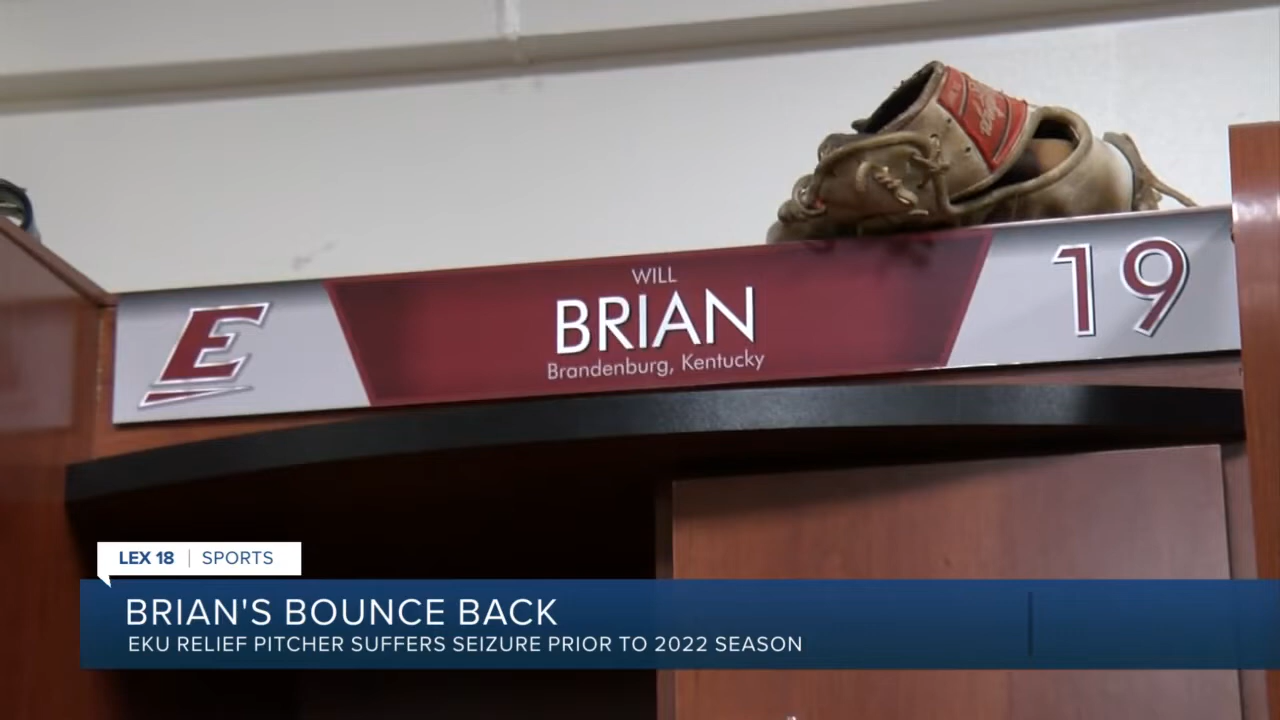 WILL
BRIAN
Brandenburg, Kentucky
19
E
LEX 18 | SPORTS
BRIAN'S BOUNCE BACK
EKU RELIEF PITCHER SUFFERS SEIZURE PRIOR TO 2022 SEASON